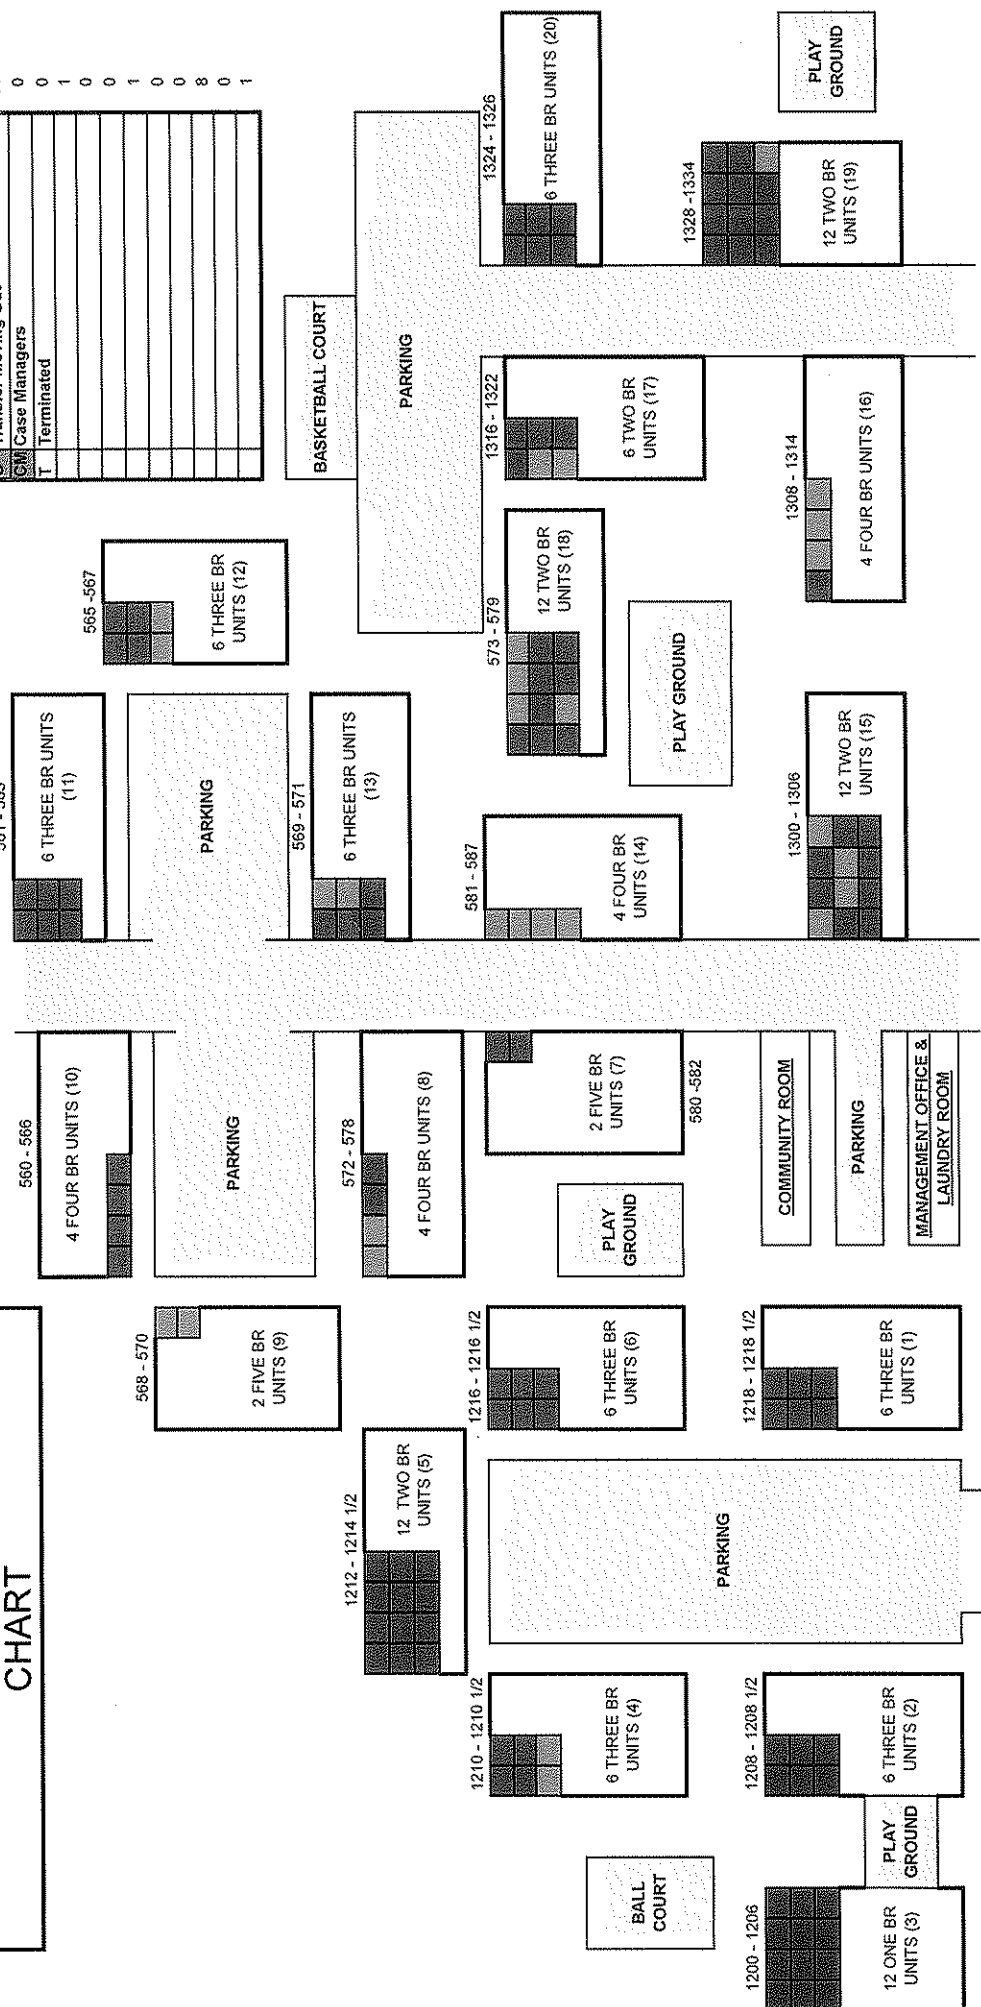 CHART
CM Case Managers
T Terminated
0
0
1
0
0
1
0
0
8
0
1
560 - 566
4 FOUR BR UNITS (10)
6 THREE BR UNITS
(11)
565 -567
6 THREE BR
UNITS (12)
BASKETBALL COURT
1324 - 1326
6 THREE BR UNITS (20)
PLAY
GROUND
568 - 570
2 FIVE BR
UNITS (9)
PARKING
PARKING
PARKING
1212 - 1214 1/2
12 TWO BR
UNITS (5)
572 - 578
4 FOUR BR UNITS (8)
569 - 571
6 THREE BR UNITS
(13)
573 - 579
12 TWO BR
UNITS (18)
1316 - 1322
6 TWO BR
UNITS (17)
1328 -1334
12 TWO BR
UNITS (19)
1210 - 1210 1/2
6 THREE BR
UNITS (4)
1216 - 1216 1/2
6 THREE BR
UNITS (6)
2 FIVE BR
UNITS (7)
580 -582
581 - 587
4 FOUR BR
UNITS (14)
BALL
COURT
PLAY
GROUND
PLAY GROUND
PARKING
1200 - 1206
12 ONE BR
UNITS (3)
PLAY
GROUND
1208 - 1208 1/2
6 THREE BR
UNITS (2)
1218 - 1218 1/2
6 THREE BR
UNITS (1)
COMMUNITY ROOM
PARKING
MANAGEMENT OFFICE &
LAUNDRY ROOM
1300 - 1306
12 TWO BR
UNITS (15)
1308 - 1314
4 FOUR BR UNITS (16)